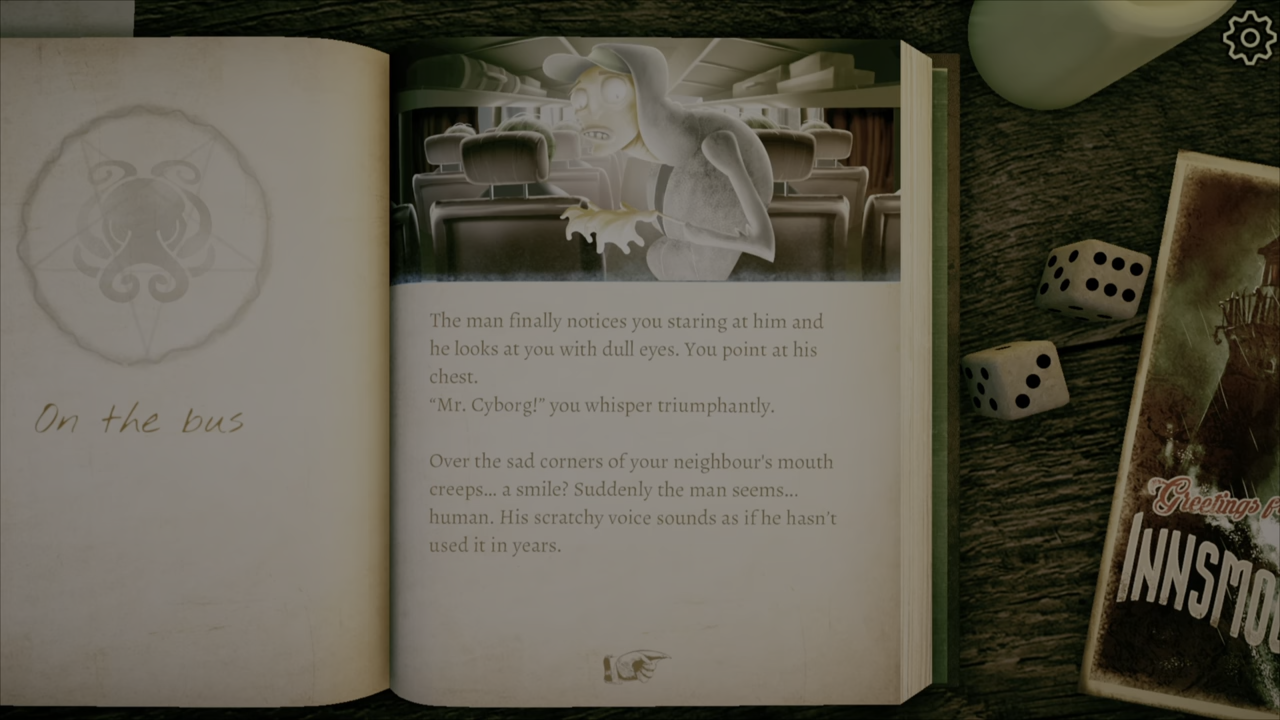 On the bus
The man finally notices you staring at him and
he looks at you with dull eyes. You point at his
chest.
“Mr. Cyborg!” you whisper triumphantly.
Over the sad corners of your neighbour's mouth
creeps... a smile? Suddenly the man seems...
human. His scratchy voice sounds as if he hasn't
used it in years.
Greetings